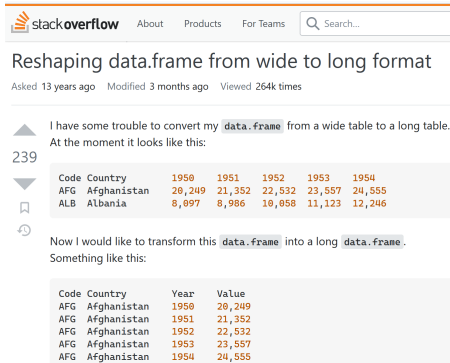 stackoverflow About Products For Teams Search...
Reshaping data.frame from wide to long format
Asked 13 years ago Modified 3 months ago Viewed 264k times
I have some trouble to convert my data.frame from a wide table to a long table.
At the moment it looks like this:
239
Code Country 1950 1951 1952 1953 1954
AFG Afghanistan 20,249 21,352 22,532 23,557 24,555
ALB Albania 8,097 8,986 10,058 11,123 12,246
Now I would like to transform this data.frame into a long data.frame.
Something like this:
Code Country Year Value
AFG Afghanistan 1950 20,249
AFG Afghanistan 1951 21,352
AFG Afghanistan 1952 22,532
AFG Afghanistan 1953 23,557
AFG Afghanistan 1954 24,555